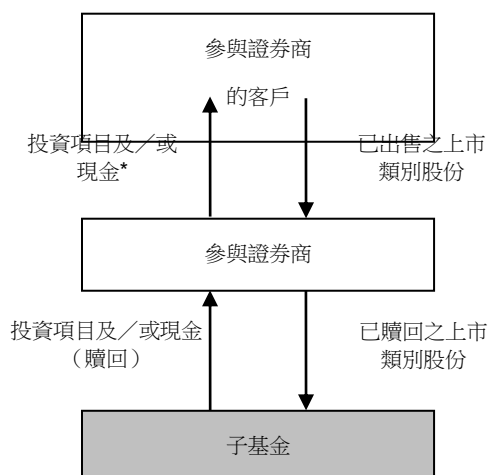 參與證券商
的客戶
投資項目及／或
現金*
已出售之上市
類別股份
參與證券商
投資項目及／或現金
（贖回）
已贖回之上市
類別股份
子基金